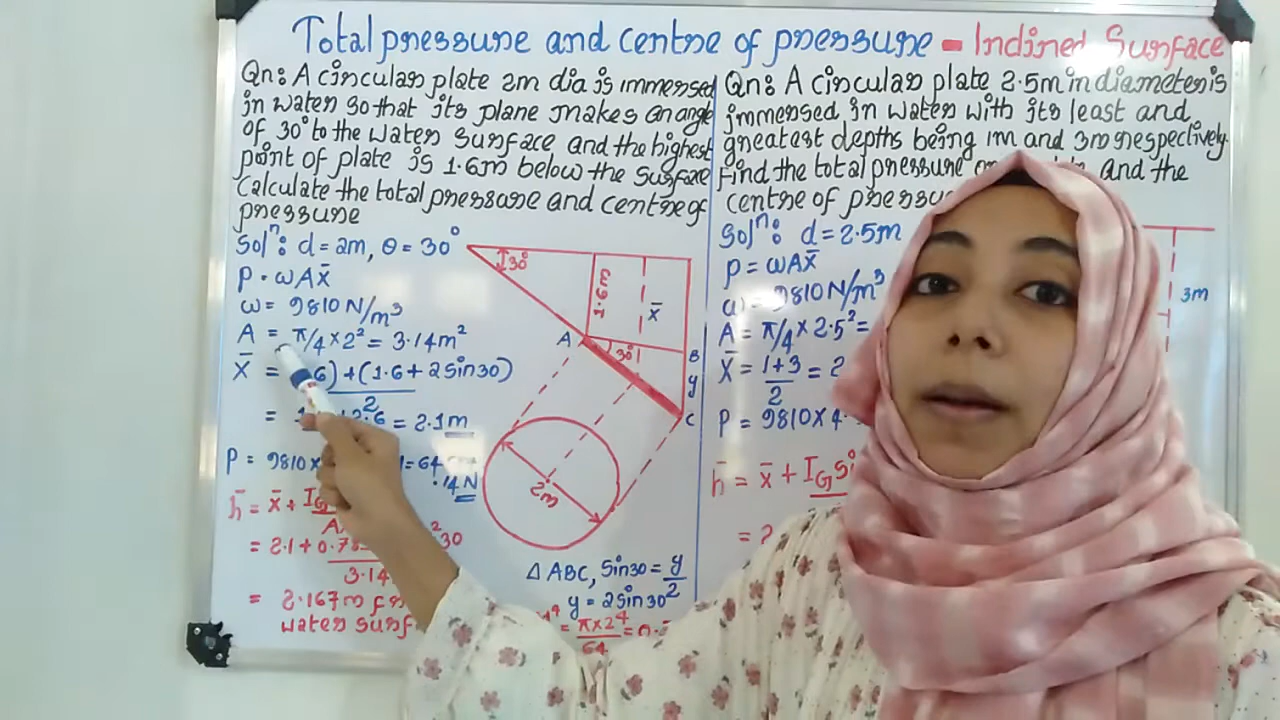 Total pressure and centre of pressure - Inclined Surface
Qn: A circular plate 2m dia is immersed
in water so that its plane makes an angle
of 30° to the water surface and the highest
point of plate is 1.6m below the surface
Calculate the total pressure and centre of
pressure
Solⁿ: d = 2m, θ = 30°
P = ωAx̄
ω = 9810 N/m³
A = π/4 × 2² = 3.14m²
x̄ = 6) + (1.6 + 2sin30)
2
= 2.6 = 2.1m
P = 9810×
.14N
h̄ = x̄ + IG
= 2.1 +
30
3.14
= 2.167m
water surf
30°
1.6m
x̄
A
30°
B
y
C
2m
Δ ABC, Sin30 = y/2
y = 2sin30
= π×2⁴/64 = 0.
Qn: A circular plate 2.5m in diameter is
immersed in water with its least and
greatest depths being 1m and 3m respectively.
Find the total pressure and the
centre of
Solⁿ: d = 2.5m
P = ωAx̄
ω = 9810 N/m³
A = π/4 × 2.5² =
x̄ = 1+3/2 = 2
P = 9810 × 4.
h̄ = x̄ + IG
= 2
3m